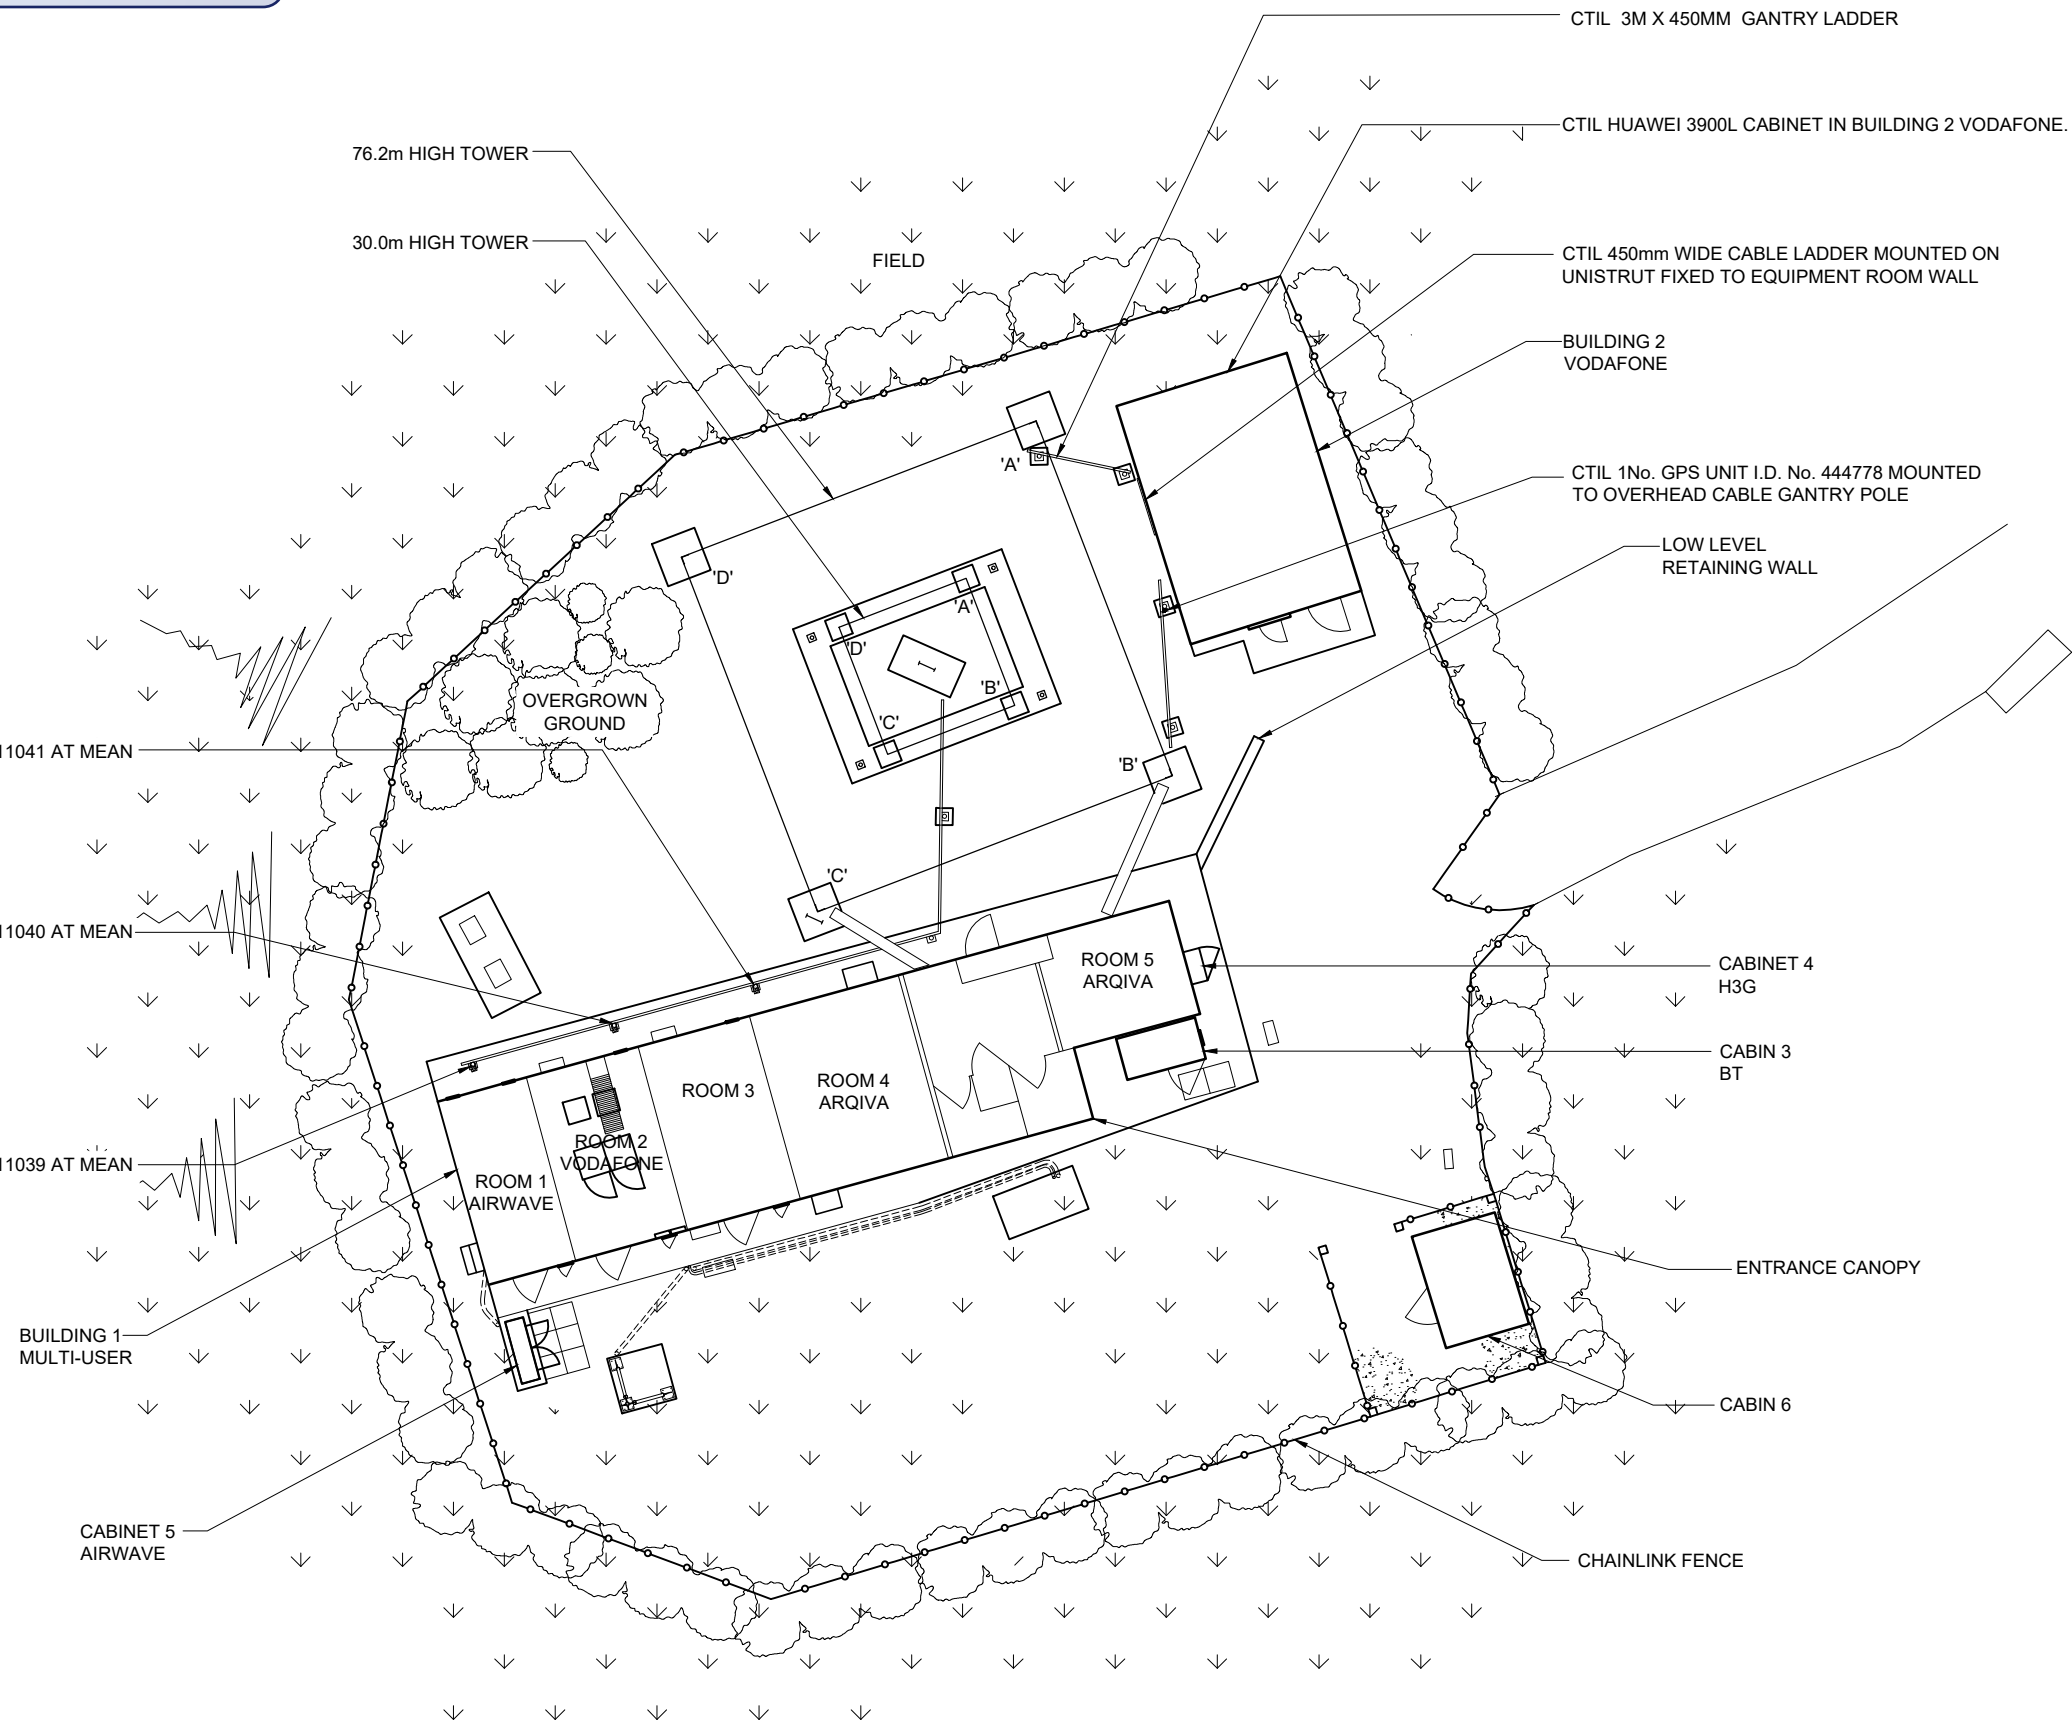 CTIL 3M X 450MM GANTRY LADDER
CTIL HUAWEI 3900L CABINET IN BUILDING 2 VODAFONE.
76.2m HIGH TOWER
30.0m HIGH TOWER
FIELD
CTIL 450mm WIDE CABLE LADDER MOUNTED ON
UNISTRUT FIXED TO EQUIPMENT ROOM WALL
BUILDING 2
VODAFONE
'A'
CTIL 1No. GPS UNIT I.D. No. 444778 MOUNTED
TO OVERHEAD CABLE GANTRY POLE
LOW LEVEL
RETAINING WALL
'D'
'A'
'D'
'B'
'C'
OVERGROWN
GROUND
11041 AT MEAN
'B'
'C'
11040 AT MEAN
ROOM 5
ARQIVA
CABINET 4
H3G
CABIN 3
BT
ROOM 4
ARQIVA
ROOM 3
ROOM 2
VODAFONE
11039 AT MEAN
ROOM 1
AIRWAVE
ENTRANCE CANOPY
BUILDING 1
MULTI-USER
CABIN 6
CABINET 5
AIRWAVE
CHAINLINK FENCE